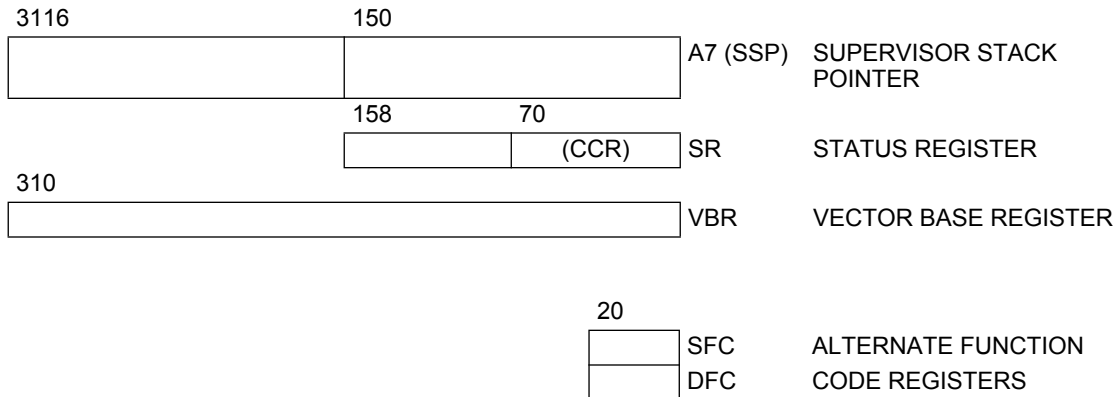 3116 150
A7 (SSP) SUPERVISOR STACK
POINTER
158 70
(CCR) SR STATUS REGISTER
310
VBR VECTOR BASE REGISTER
20
SFC ALTERNATE FUNCTION
DFC CODE REGISTERS